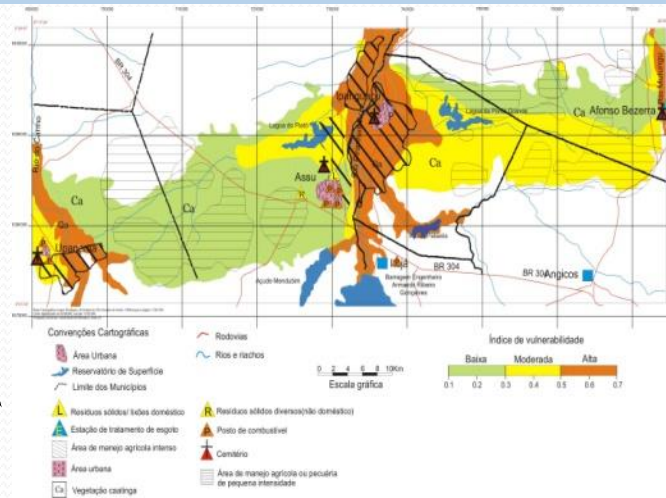 BR 304
Ipanguaçu
Lagoa do Piató
Lagoa da Ponta Grande
Afonso Bezerra
Ca
Ca
Ca
Ca
Assu
R
Ca
Upanema
Itajá
BR 304
BR 304
Angicos
Açude Mendubim
Barragem Engenheiro
Armando Ribeiro
Gonçalves
Convenções Cartográficas
Área Urbana
Reservatório de Superfície
Limite dos Municípios
Rodovias
Rios e riachos
0 2 4 6 8 10Km
Escala gráfica
Índice de vulnerabilidade
Baixa Moderada Alta
0.1 0.2 0.3 0.4 0.5 0.6 0.7
L Resíduos sólidos/ lixões doméstico
E Estação de tratamento de esgoto
Área de manejo agrícola intenso
Área urbana
Ca Vegetação caatinga
R Resíduos sólidos diversos(não doméstico)
P Posto de combustível
Cemitério
Área de manejo agrícola ou pecuária
de pequena intensidade